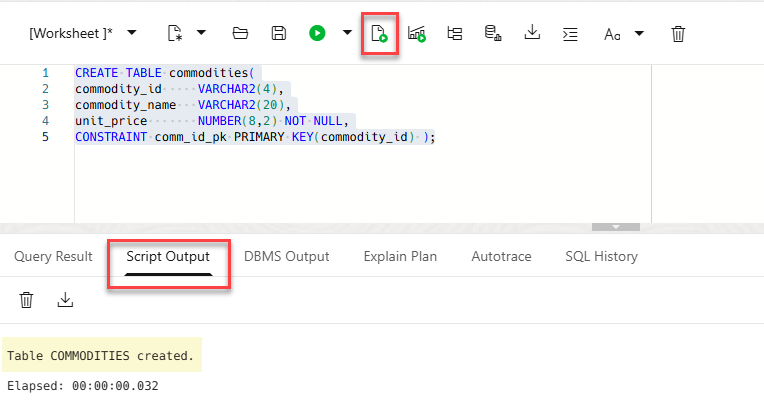 [Worksheet ]*
Aa
1 CREATE TABLE commodities(
2 commodity_id VARCHAR2(4),
3 commodity_name VARCHAR2(20),
4 unit_price NUMBER(8,2) NOT NULL,
5 CONSTRAINT comm_id_pk PRIMARY KEY(commodity_id) );
Query Result Script Output DBMS Output Explain Plan Autotrace SQL History
Table COMMODITIES created.
Elapsed: 00:00:00.032